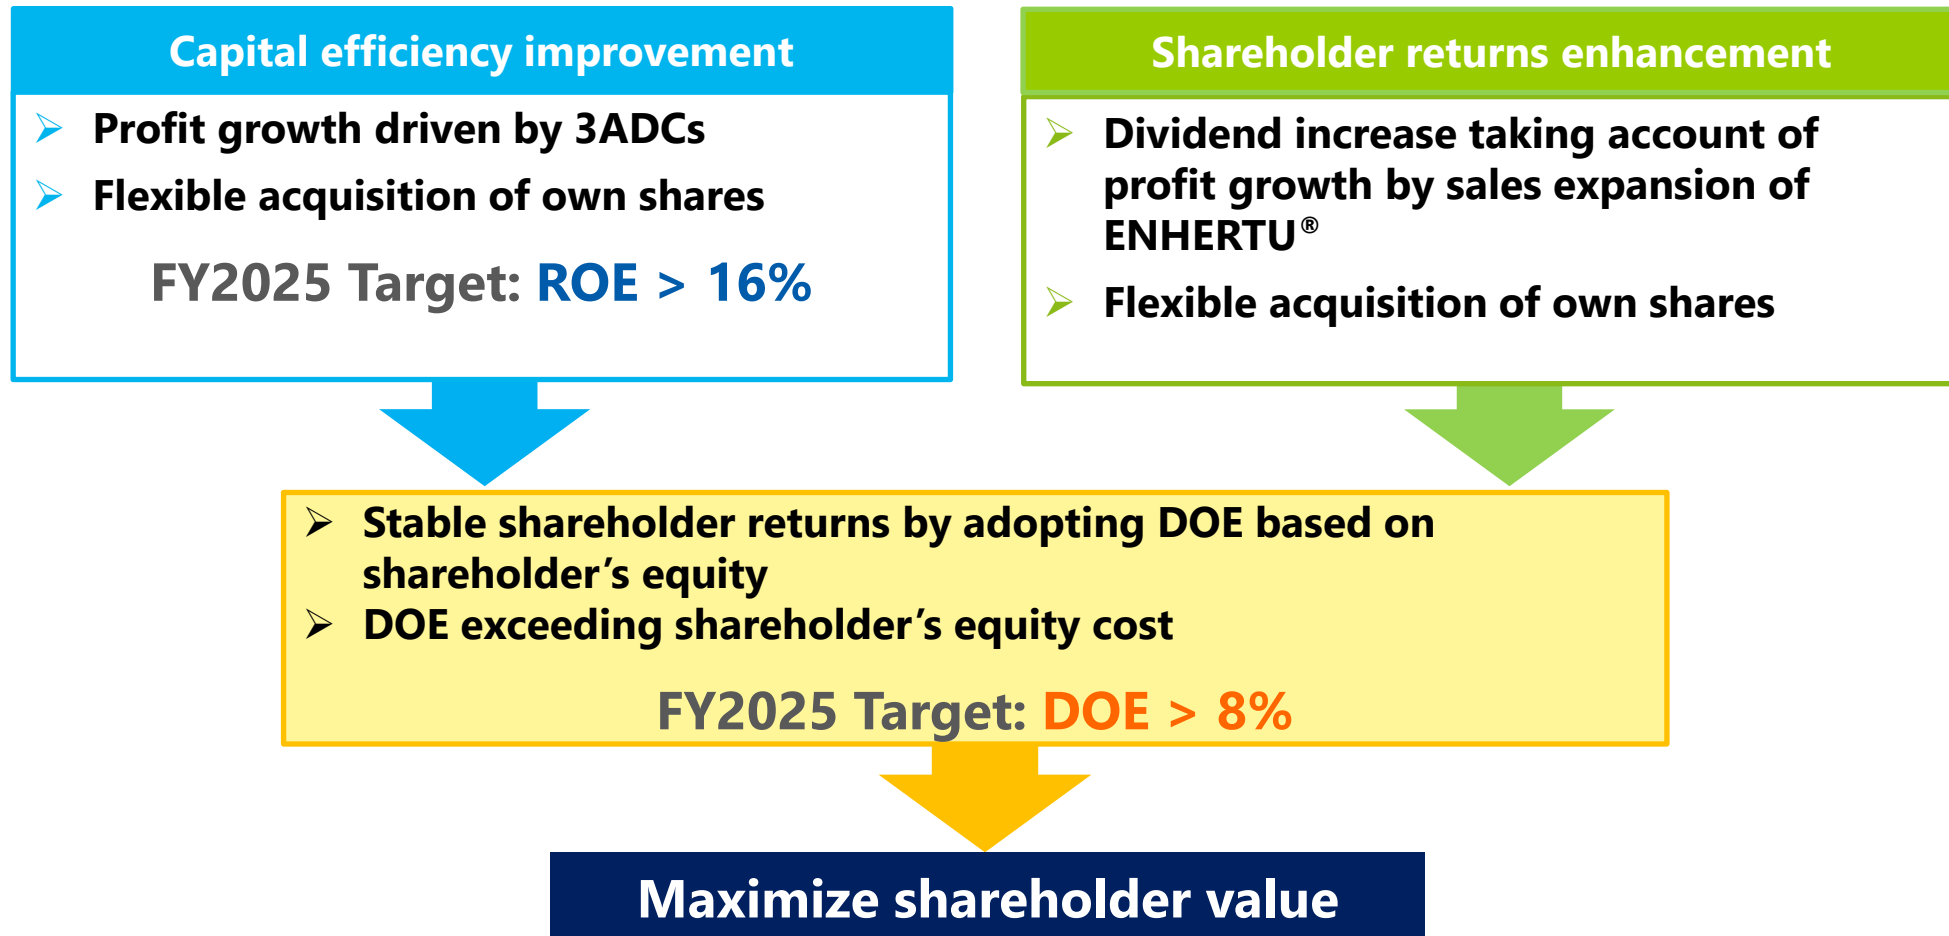 Capital efficiency improvement
➢ Profit growth driven by 3ADCs
➢ Flexible acquisition of own shares
FY2025 Target: ROE > 16%
Shareholder returns enhancement
➢ Dividend increase taking account of
profit growth by sales expansion of
ENHERTU®
➢ Flexible acquisition of own shares
➢ Stable shareholder returns by adopting DOE based on
shareholder’s equity
➢ DOE exceeding shareholder’s equity cost
FY2025 Target: DOE > 8%
Maximize shareholder value